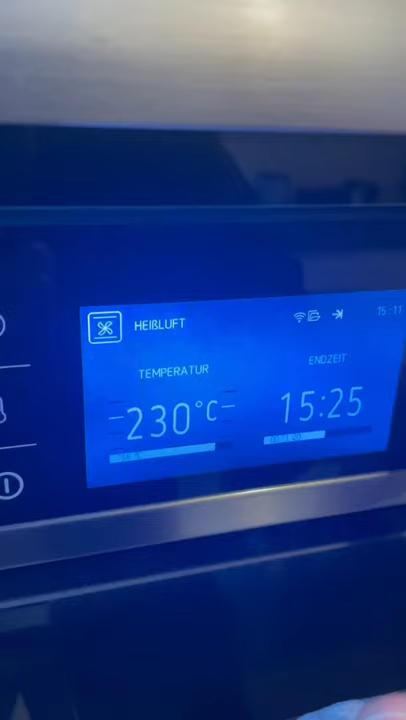 HEIßLUFT
15:11
TEMPERATUR
ENDZEIT
230°C
15:25